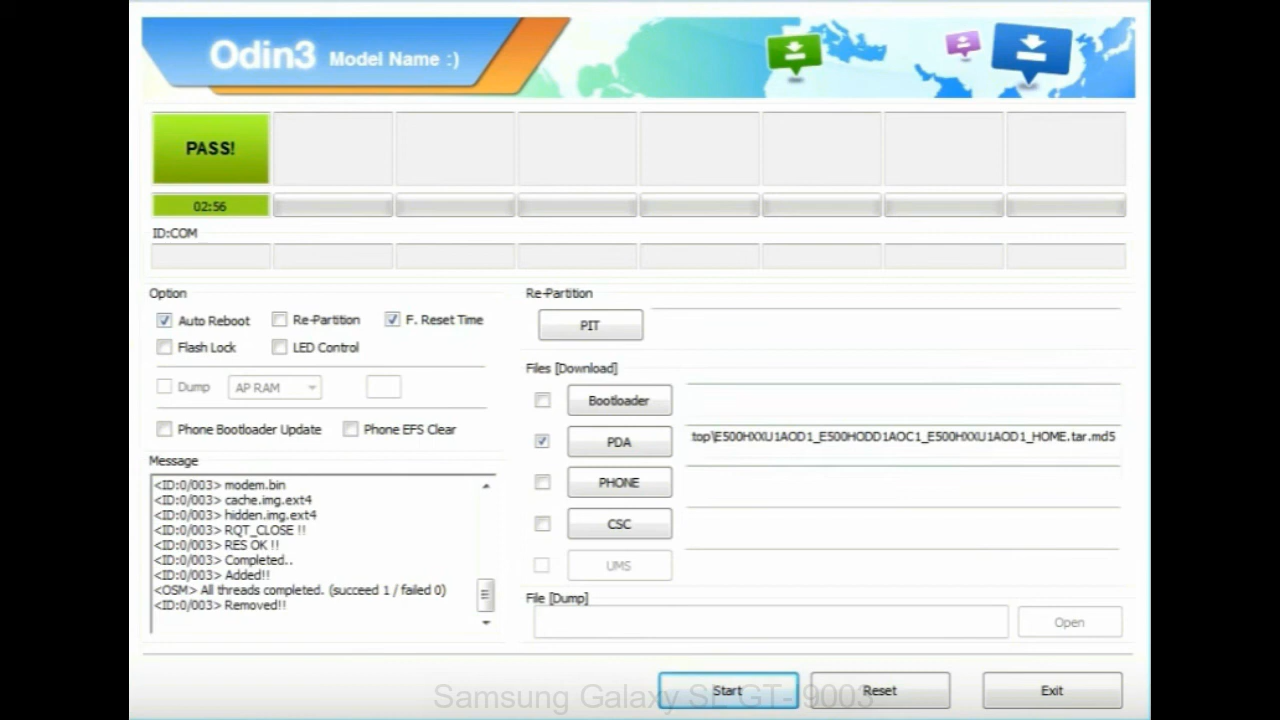 Odin3 Model Name :)
PASS!
02:56
ID:COM
Option
Auto Reboot Re-Partition F. Reset Time
Flash Lock LED Control
Dump AP RAM
Phone Bootloader Update Phone EFS Clear
Message
<ID:0/003> modem.bin
<ID:0/003> cache.img.ext4
<ID:0/003> hidden.img.ext4
<ID:0/003> RQT_CLOSE !!
<ID:0/003> RES OK !!
<ID:0/003> Completed..
<ID:0/003> Added!!
<OSM> All threads completed. (succeed 1 / failed 0)
<ID:0/003> Removed!!
Re-Partition
PIT
Files [Download]
Bootloader
PDA top\E500HXXU1AOD1_E500HODD1AOC1_E500HXXU1AOD1_HOME.tar.md5
PHONE
CSC
UMS
File [Dump]
Open
Start Reset Exit
Samsung Galaxy SL GT-I9003